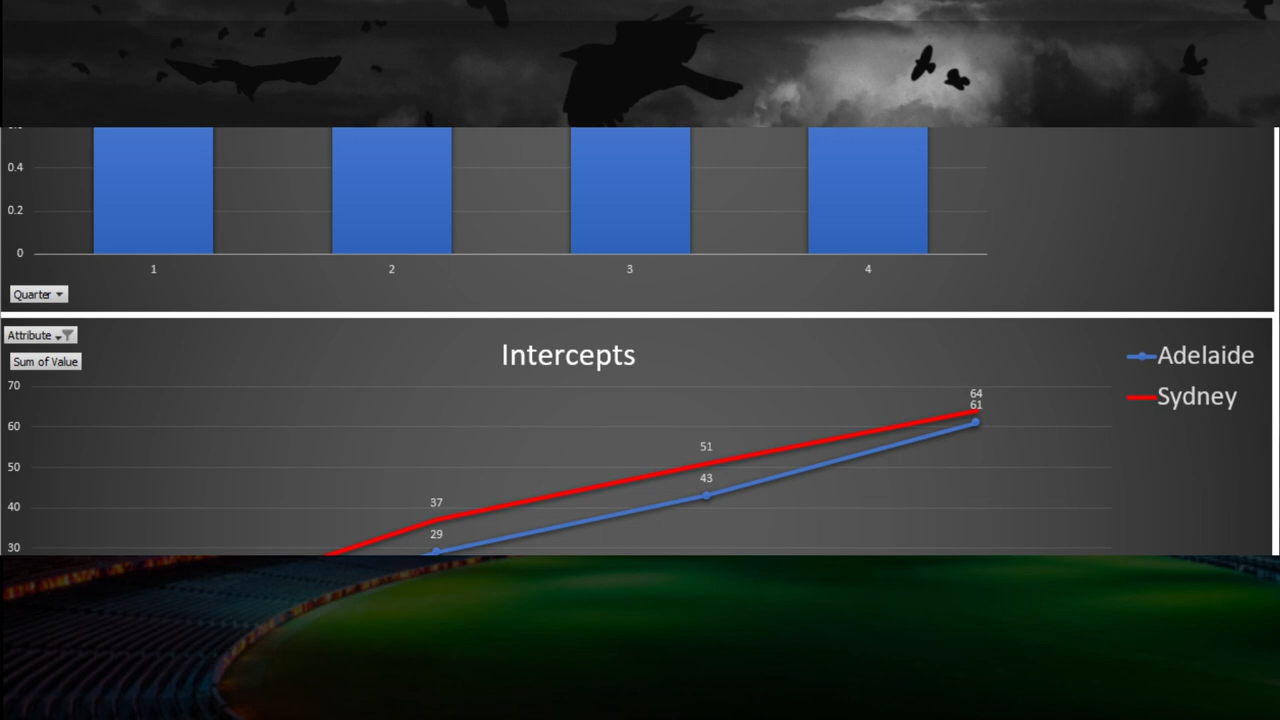 0.4
0.2
0
1 2 3 4
Quarter
Attribute
Sum of Value
Intercepts
Adelaide
Sydney
70
60
50
40
30
64
61
51
43
37
29